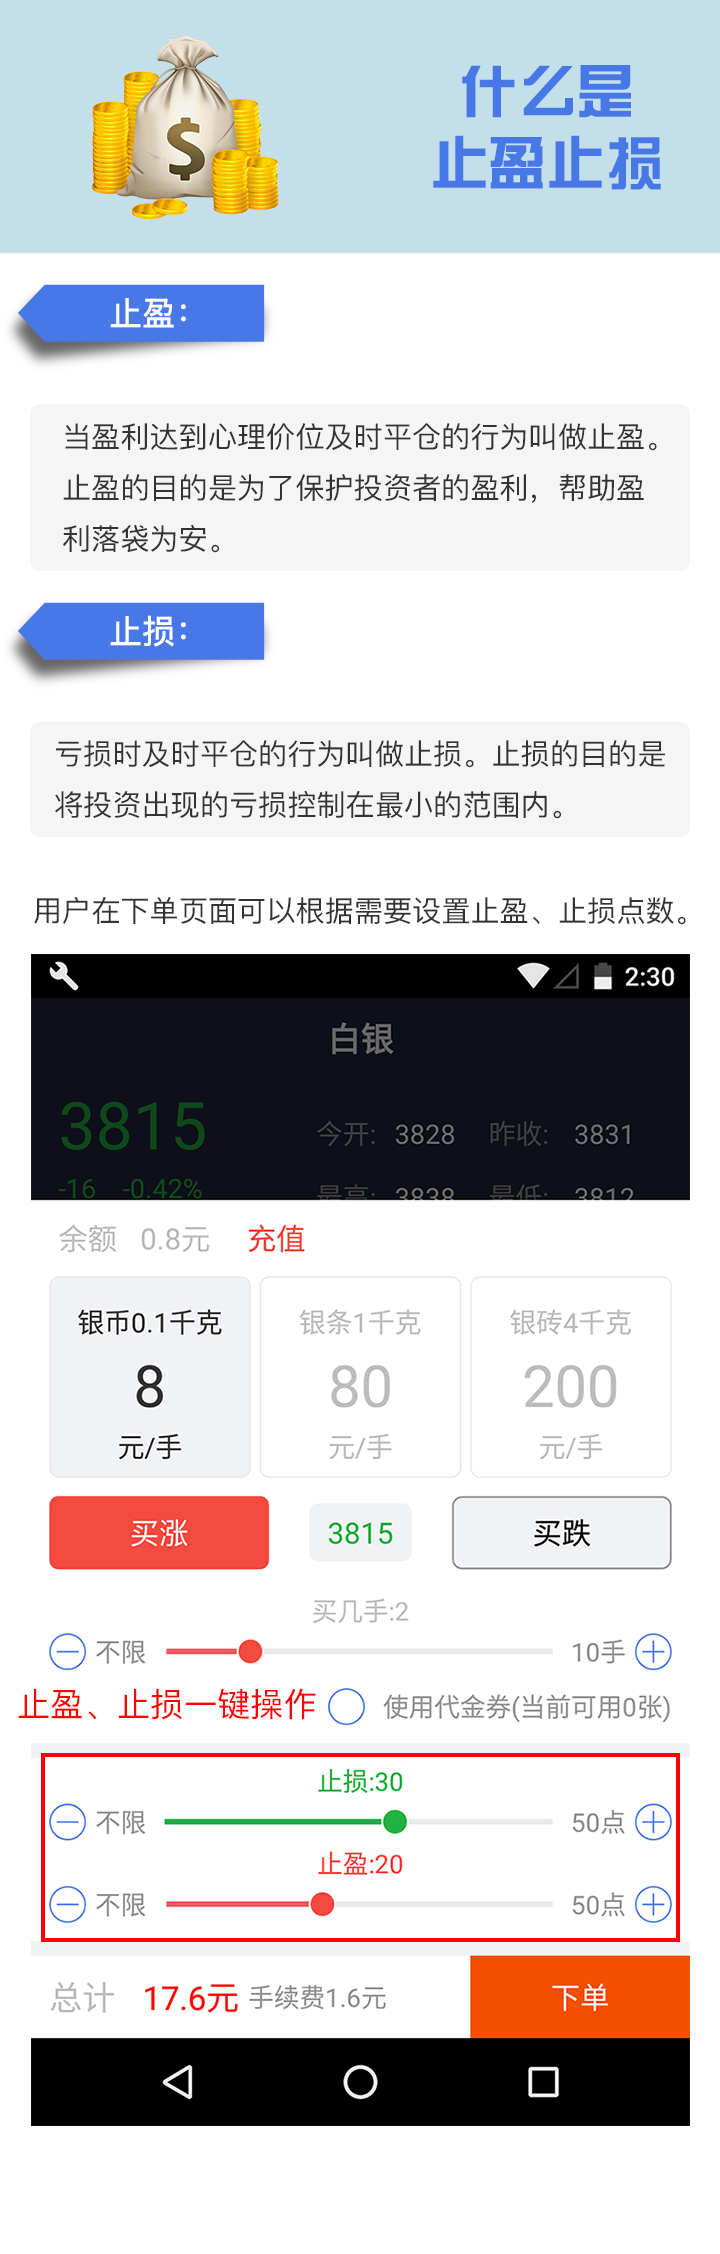 什么是
止盈止损
$
止盈：
当盈利达到心理价位及时平仓的行为叫做止盈。
止盈的目的是为了保护投资者的盈利，帮助盈
利落袋为安。
止损：
亏损时及时平仓的行为叫做止损。止损的目的是
将投资出现的亏损控制在最小的范围内。
用户在下单页面可以根据需要设置止盈、止损点数。
2:30
白银
3815 今开: 3828 昨收: 3831
-16 -0.42% 最高: 3838 最低: 3812
余额 0.8元 充值
银币0.1千克 银条1千克 银砖4千克
8 80 200
元/手 元/手 元/手
买涨 3815 买跌
买几手:2
不限 10手
止盈、止损一键操作 使用代金券(当前可用0张)
止损:30
不限 50点
止盈:20
不限 50点
总计 17.6元 手续费1.6元 下单